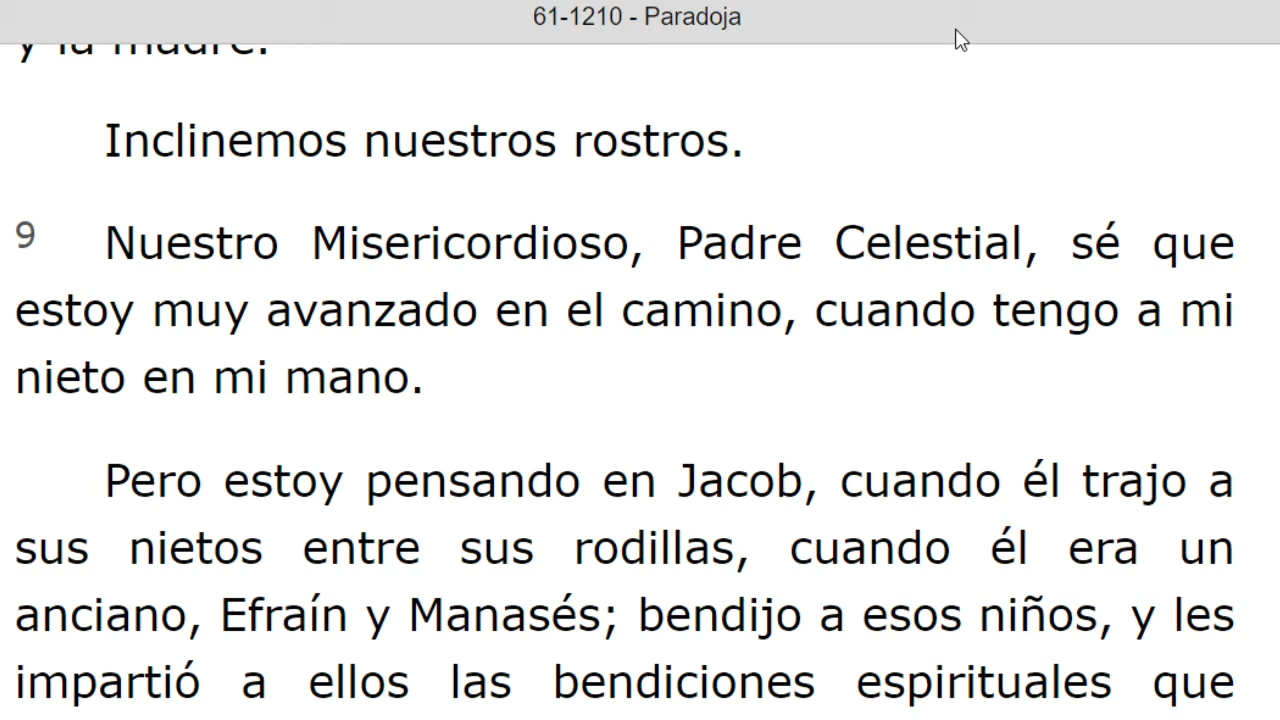 61-1210 - Paradoja
y la madre.
Inclinemos nuestros rostros.
9 Nuestro Misericordioso, Padre Celestial, sé que
estoy muy avanzado en el camino, cuando tengo a mi
nieto en mi mano.
Pero estoy pensando en Jacob, cuando él trajo a
sus nietos entre sus rodillas, cuando él era un
anciano, Efraín y Manasés; bendijo a esos niños, y les
impartió a ellos las bendiciones espirituales que